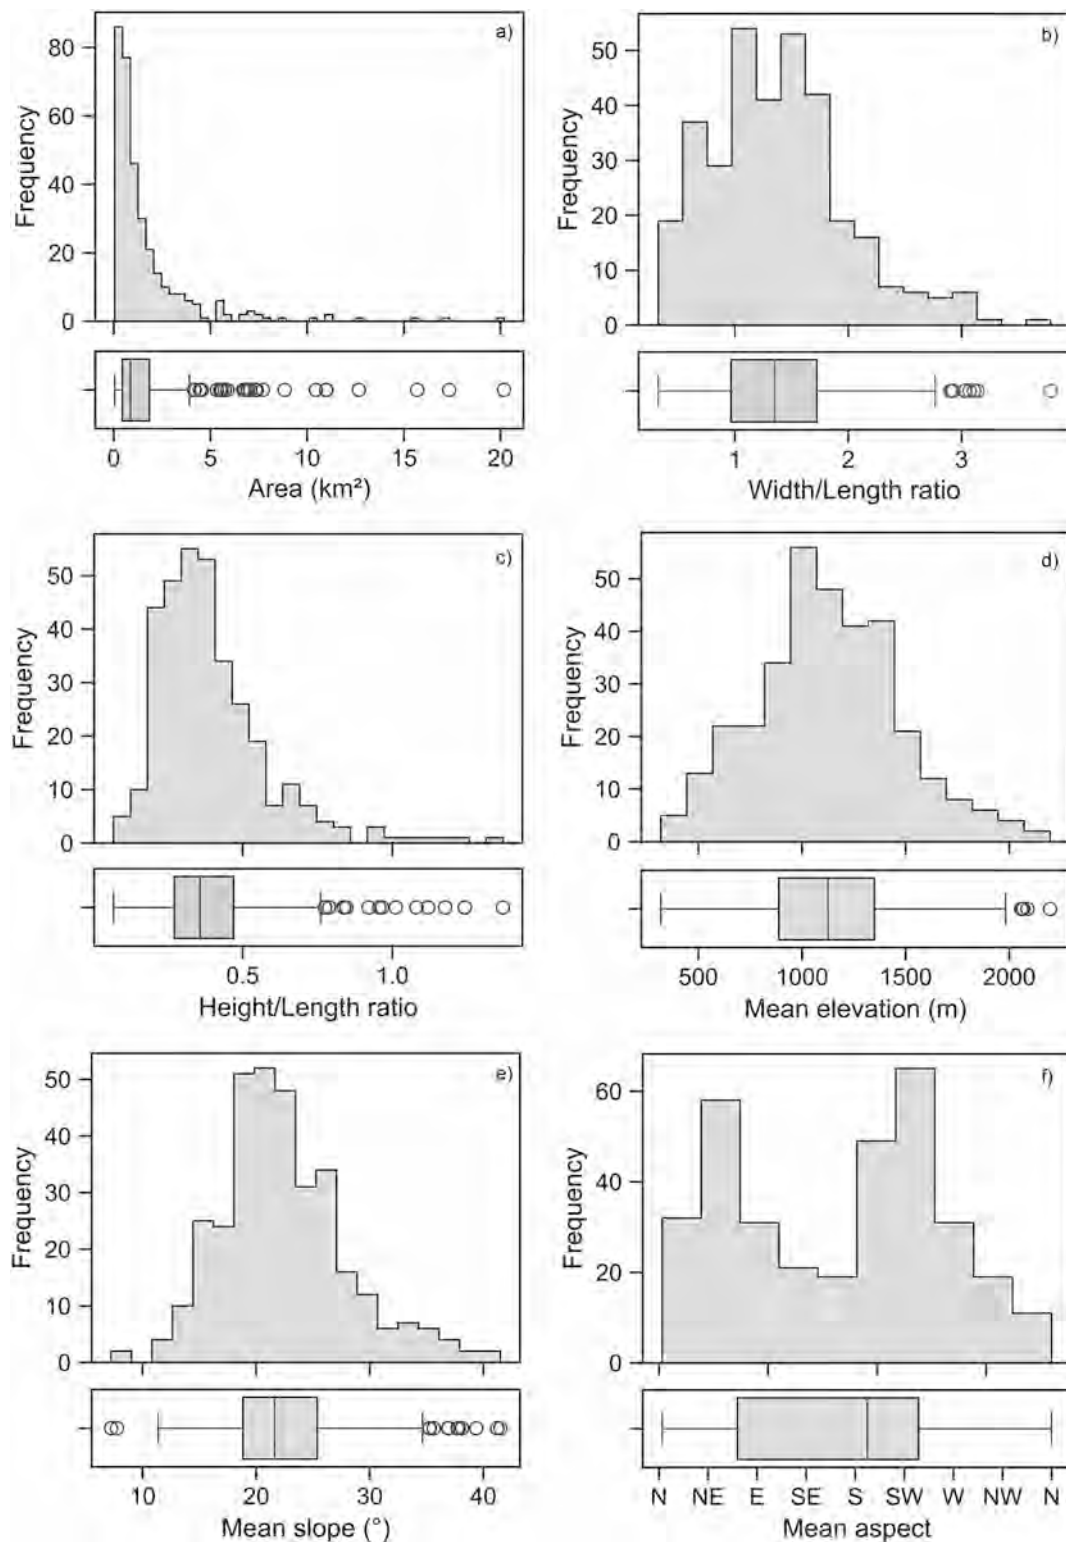 a)
Frequency
80
60
40
20
0
0 5 10 15 20
Area (km²)
b)
Frequency
50
40
30
20
10
0
1 2 3
Width/Length ratio
c)
Frequency
50
40
30
20
10
0
0.5 1.0
Height/Length ratio
d)
Frequency
50
40
30
20
10
0
500 1000 1500 2000
Mean elevation (m)
e)
Frequency
50
40
30
20
10
0
10 20 30 40
Mean slope (°)
f)
Frequency
60
40
20
0
N NE E SE S SW W NW N
Mean aspect